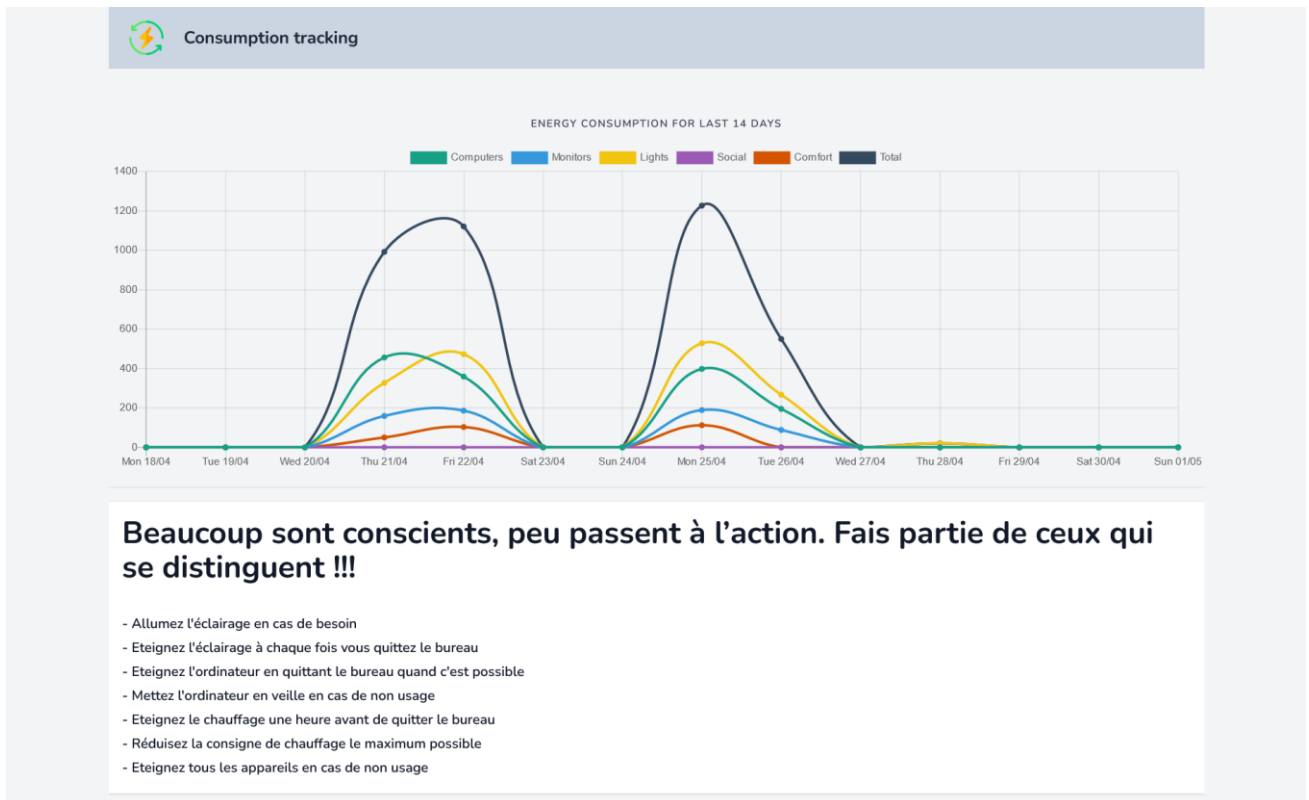 Consumption tracking
ENERGY CONSUMPTION FOR LAST 14 DAYS
Computers Monitors Lights Social Comfort Total
1400
1200
1000
800
600
400
200
0
Mon 18/04 Tue 19/04 Wed 20/04 Thu 21/04 Fri 22/04 Sat 23/04 Sun 24/04 Mon 25/04 Tue 26/04 Wed 27/04 Thu 28/04 Fri 29/04 Sat 30/04 Sun 01/05
Beaucoup sont conscients, peu passent à l’action. Fais partie de ceux qui
se distinguent !!!
- Allumez l'éclairage en cas de besoin
- Eteignez l'éclairage à chaque fois vous quittez le bureau
- Eteignez l'ordinateur en quittant le bureau quand c'est possible
- Mettez l'ordinateur en veille en cas de non usage
- Eteignez le chauffage une heure avant de quitter le bureau
- Réduisez la consigne de chauffage le maximum possible
- Eteignez tous les appareils en cas de non usage